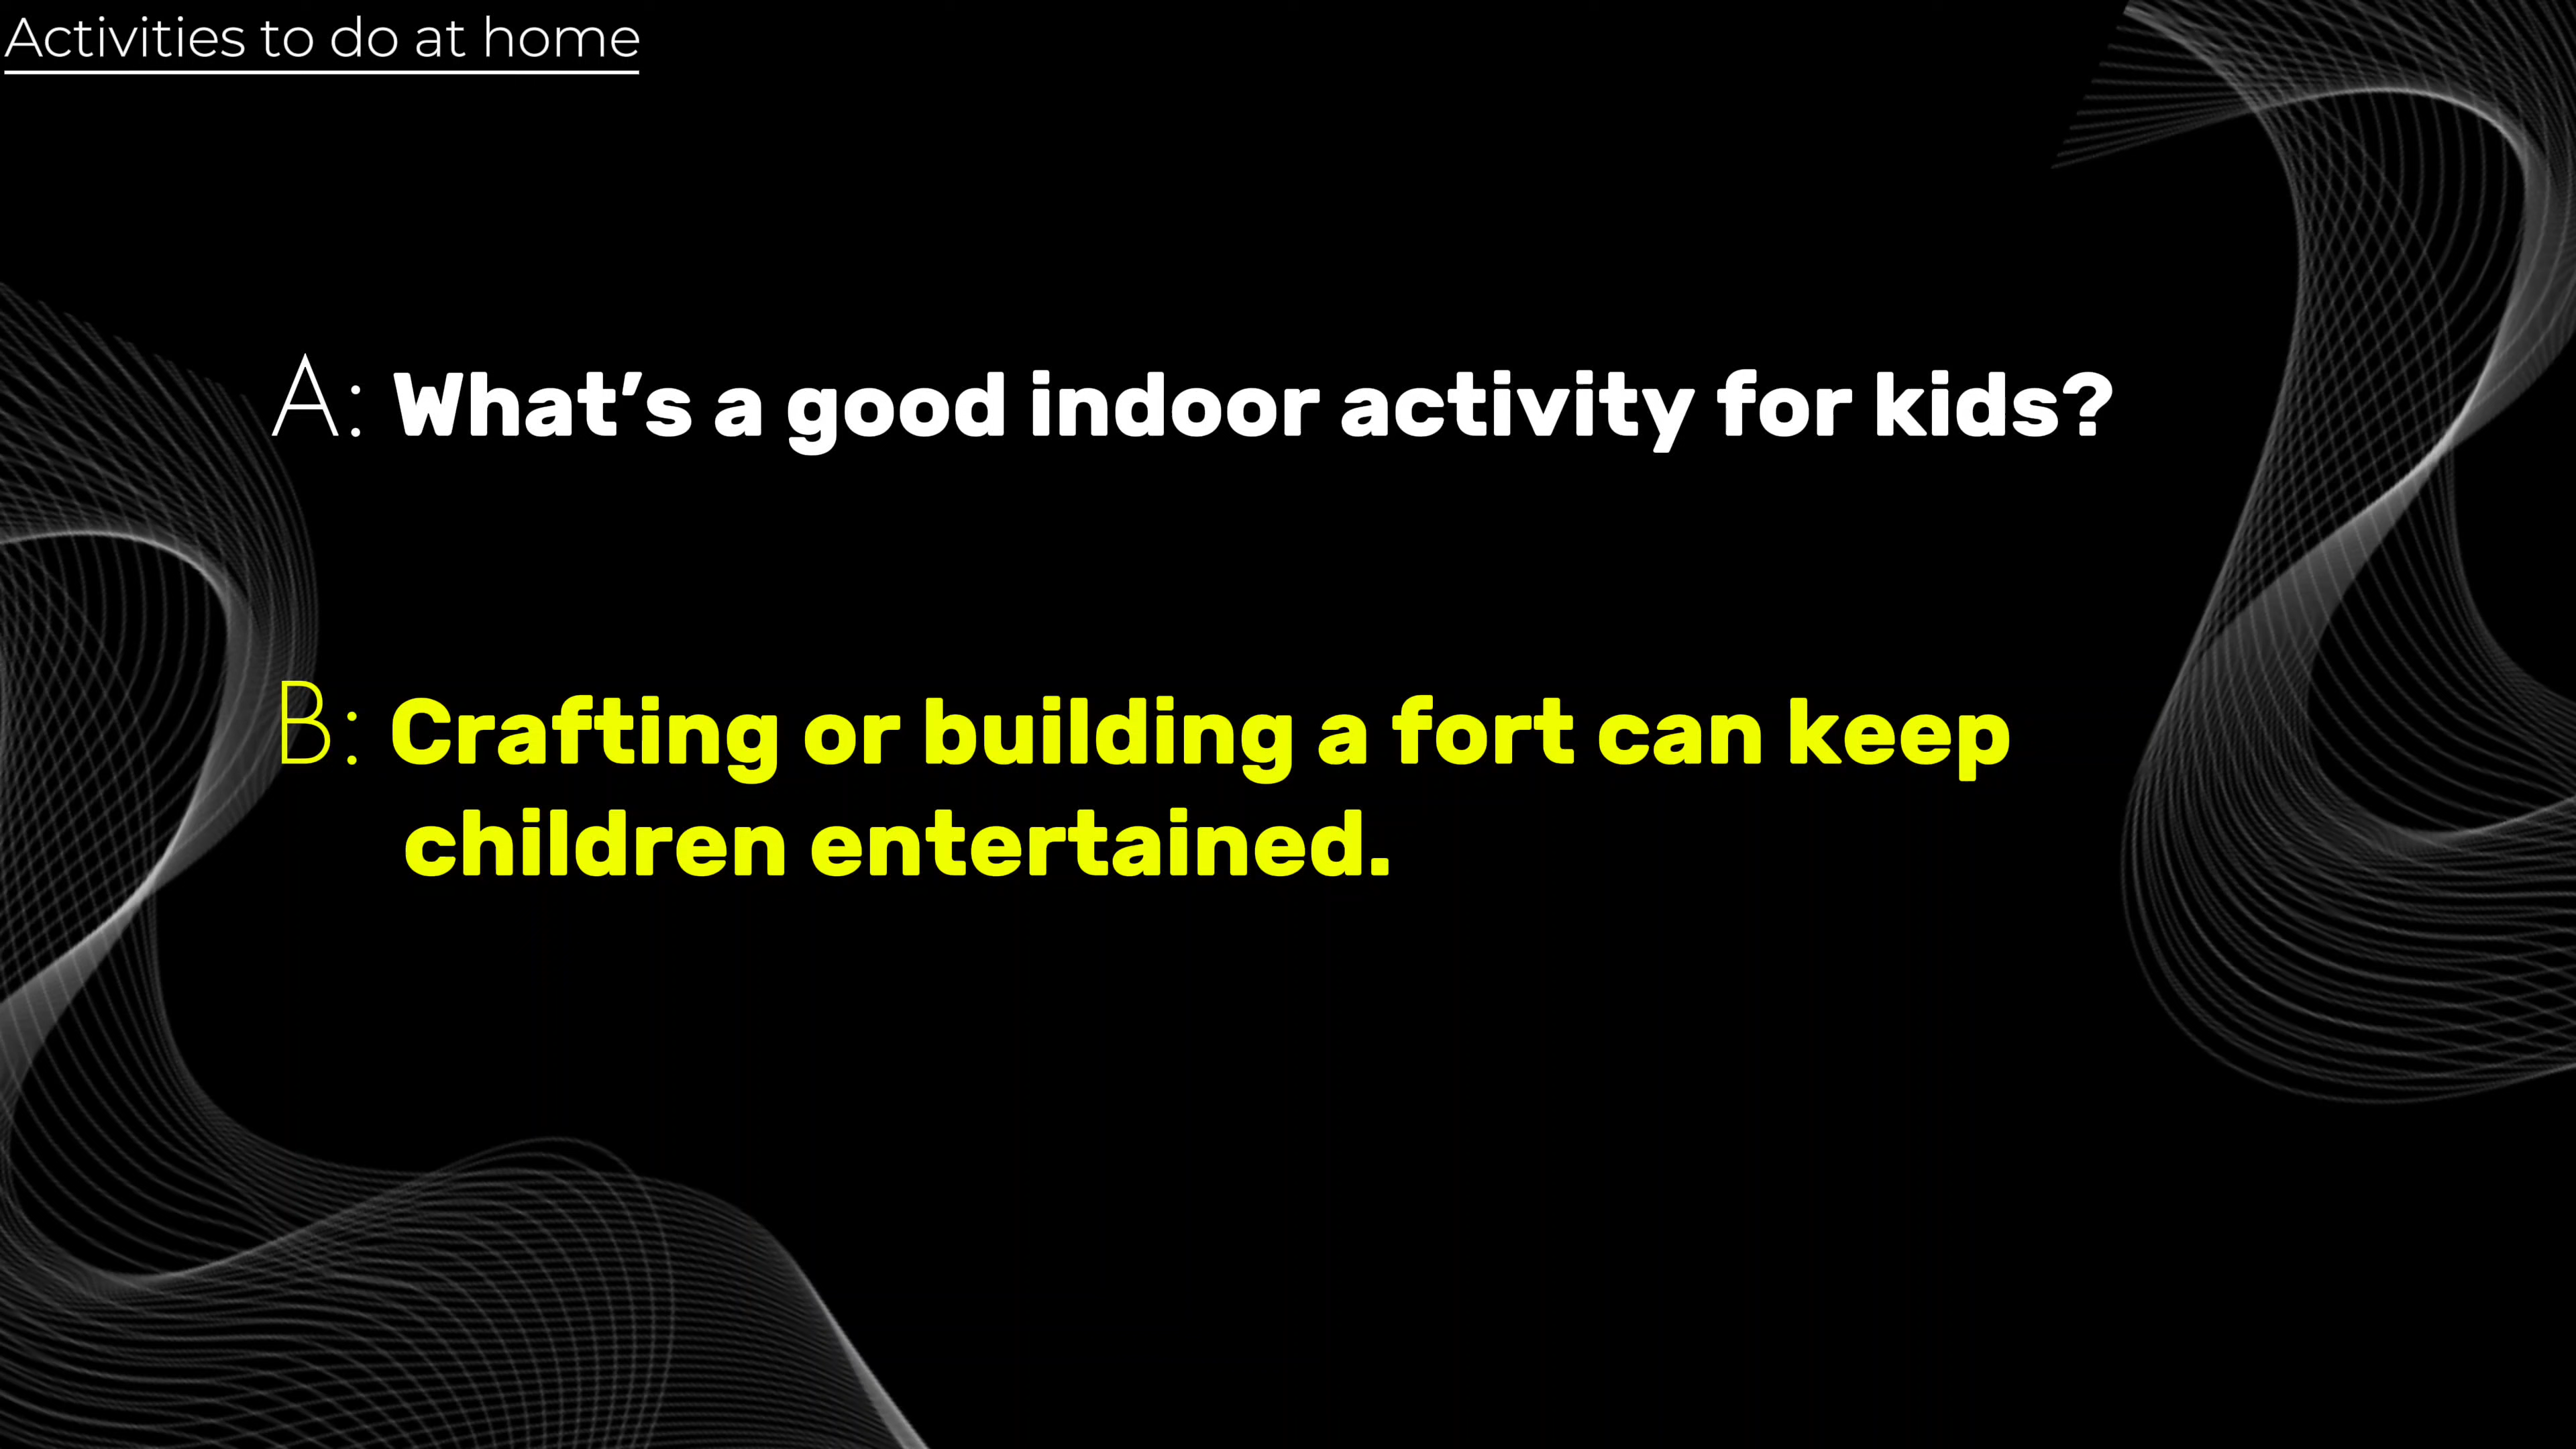 Activities to do at home
A: What’s a good indoor activity for kids?
B: Crafting or building a fort can keep
children entertained.